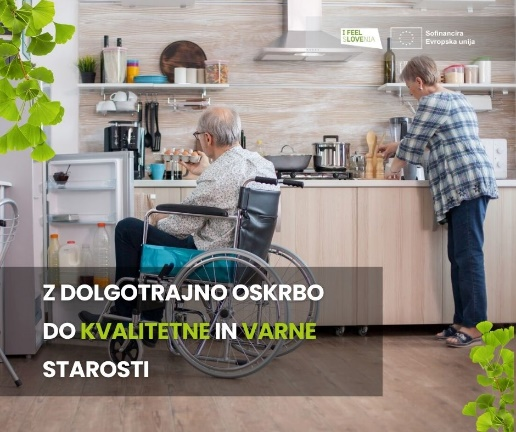 I FEEL
SLOVENIA
Sofinancira
Evropska unija
Z DOLGOTRAJNO OSKRBO
DO KVALITETNE IN VARNE
STAROSTI